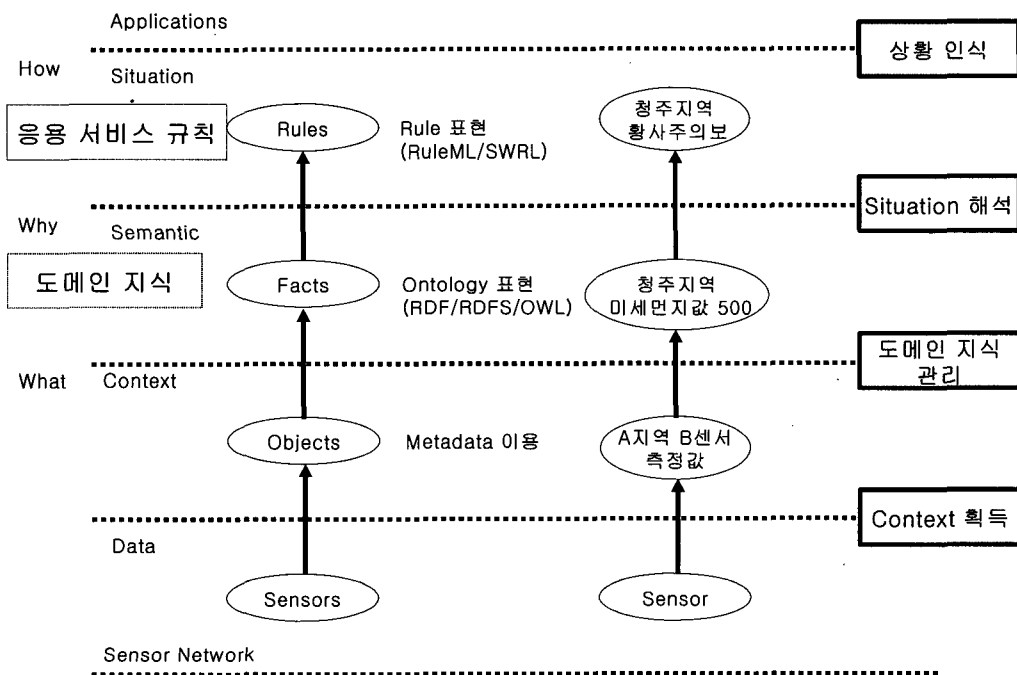 Applications
상황 인식
How
Situation
응용 서비스 규칙
Rules
Rule 표현
(RuleML/SWRL)
청주지역
황사주의보
Situation 해석
Why
Semantic
도메인 지식
Facts
Ontology 표현
(RDF/RDFS/OWL)
청주지역
미세먼지값 500
도메인 지식
관리
What
Context
Objects
Metadata 이용
A지역 B센서
측정값
Context 획득
Data
Sensors
Sensor
Sensor Network